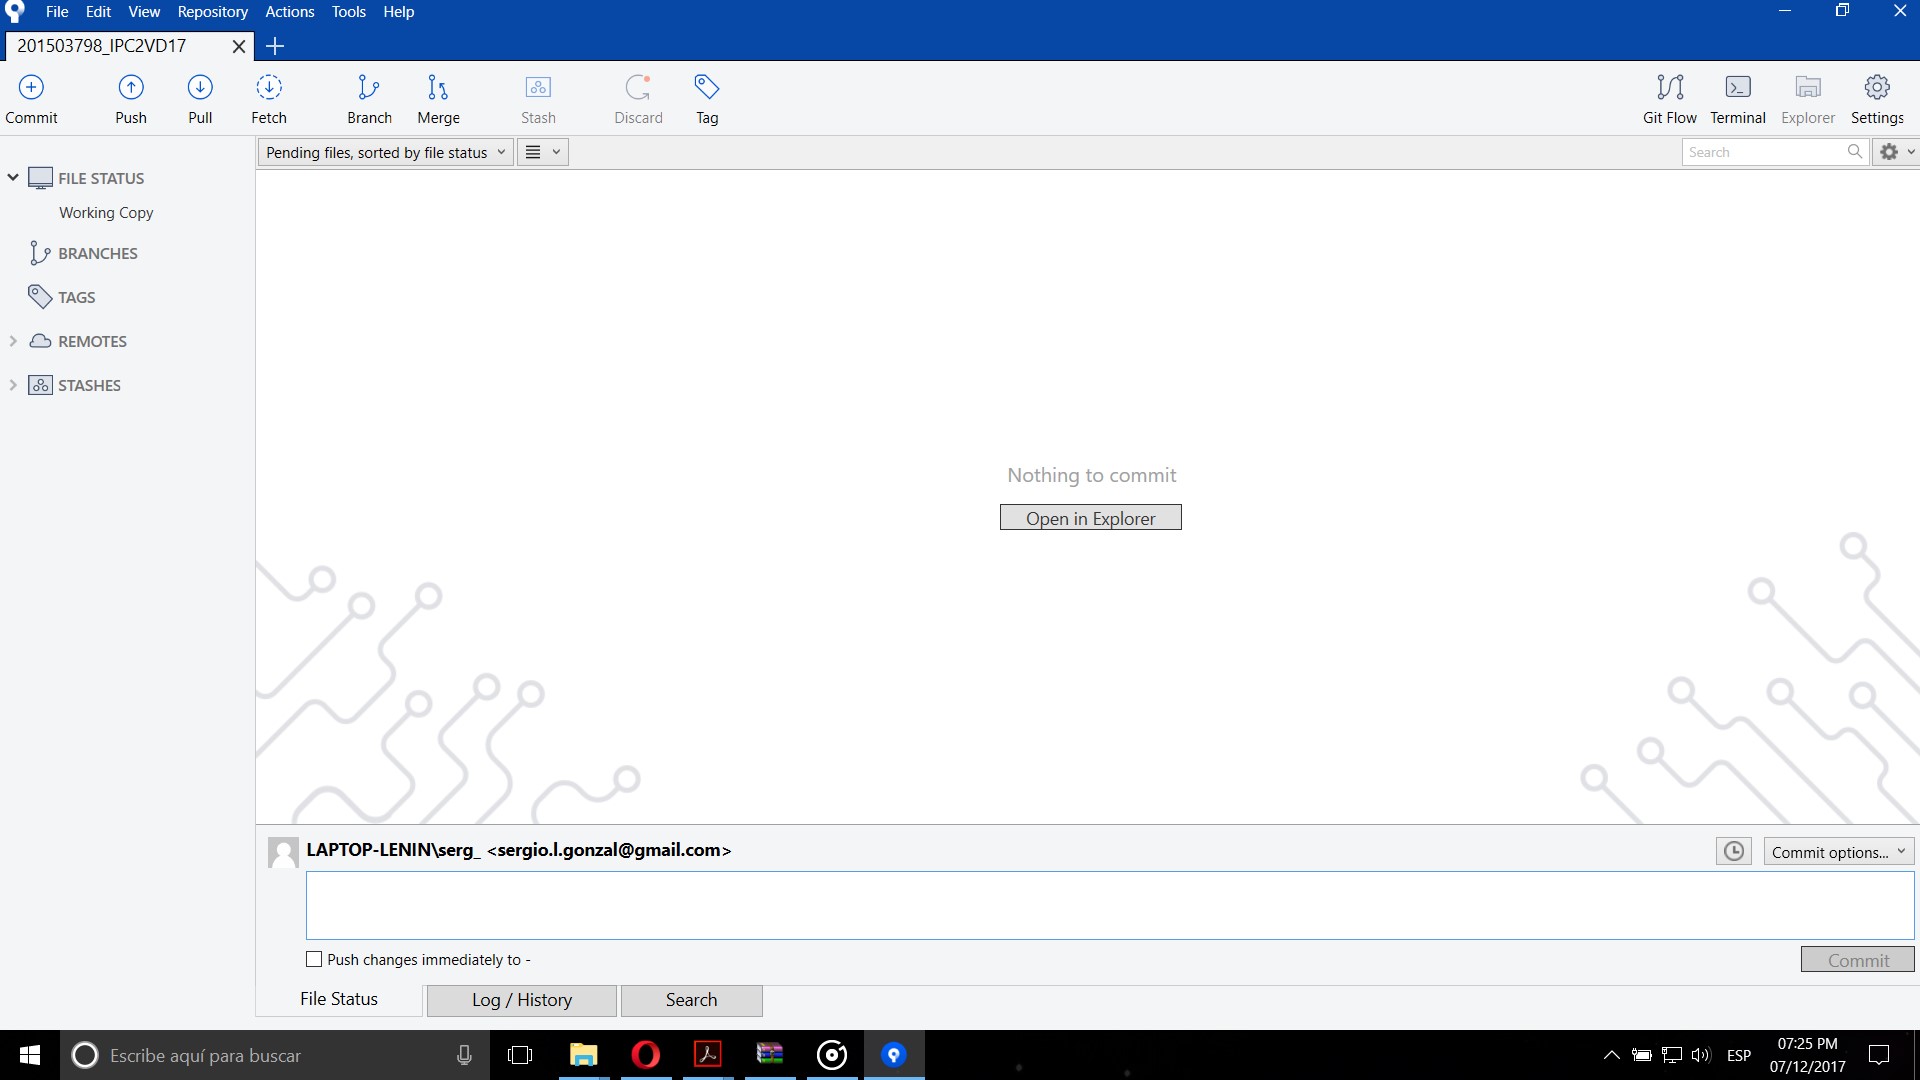 File Edit View Repository Actions Tools Help
201503798_IPC2VD17
Commit Push Pull Fetch Branch Merge Stash Discard Tag Git Flow Terminal Explorer Settings
Pending files, sorted by file status
Search
FILE STATUS
Working Copy
BRANCHES
TAGS
REMOTES
STASHES
Nothing to commit
Open in Explorer
LAPTOP-LENIN\serg_ <sergio.l.gonzal@gmail.com>
Commit options...
Push changes immediately to -
Commit
File Status Log / History Search
Escribe aquí para buscar
ESP
07:25 PM
07/12/2017